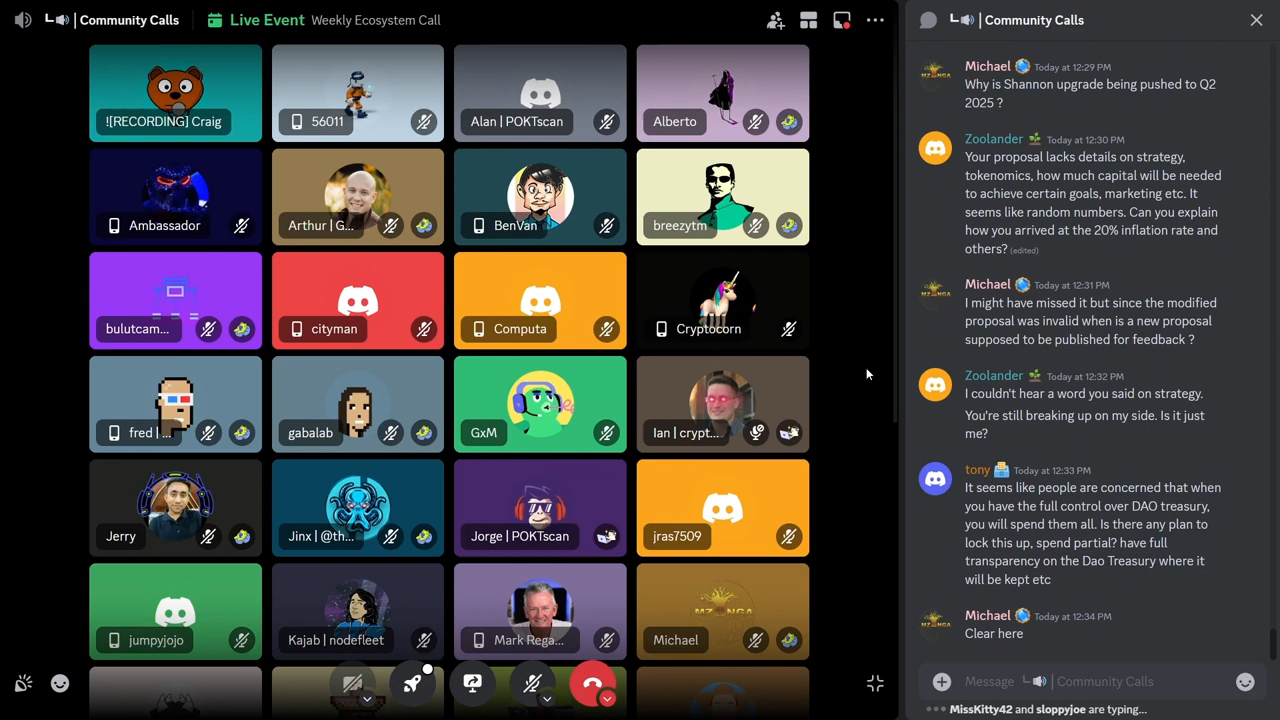 ┗🔊 | Community Calls
Live Event
Weekly Ecosystem Call
![RECORDING] Craig
56011
Alan | POKTscan
Alberto
Ambassador
Arthur | G...
BenVan
breezytm
bulutcam...
cityman
Computa
Cryptocorn
fred | ...
gabalab
GxM
Ian | crypt...
Jerry
Jinx | @th...
Jorge | POKTscan
jras7509
jumpyjojo
Kajab | nodefleet
Mark Rega...
Michael
┗🔊 | Community Calls
Michael Today at 12:29 PM
Why is Shannon upgrade being pushed to Q2
2025 ?
Zoolander Today at 12:30 PM
Your proposal lacks details on strategy,
tokenomics, how much capital will be needed
to achieve certain goals, marketing etc. It
seems like random numbers. Can you explain
how you arrived at the 20% inflation rate and
others? (edited)
Michael Today at 12:31 PM
I might have missed it but since the modified
proposal was invalid when is a new proposal
supposed to be published for feedback ?
Zoolander Today at 12:32 PM
I couldn't hear a word you said on strategy.
You're still breaking up on my side. Is it just
me?
tony Today at 12:33 PM
It seems like people are concerned that when
you have the full control over DAO treasury,
you will spend them all. Is there any plan to
lock this up, spend partial? have full
transparency on the Dao Treasury where it
will be kept etc
Michael Today at 12:34 PM
Clear here
Message ┗🔊 | Community Calls
MissKitty42 and sloppyjoe are typing...